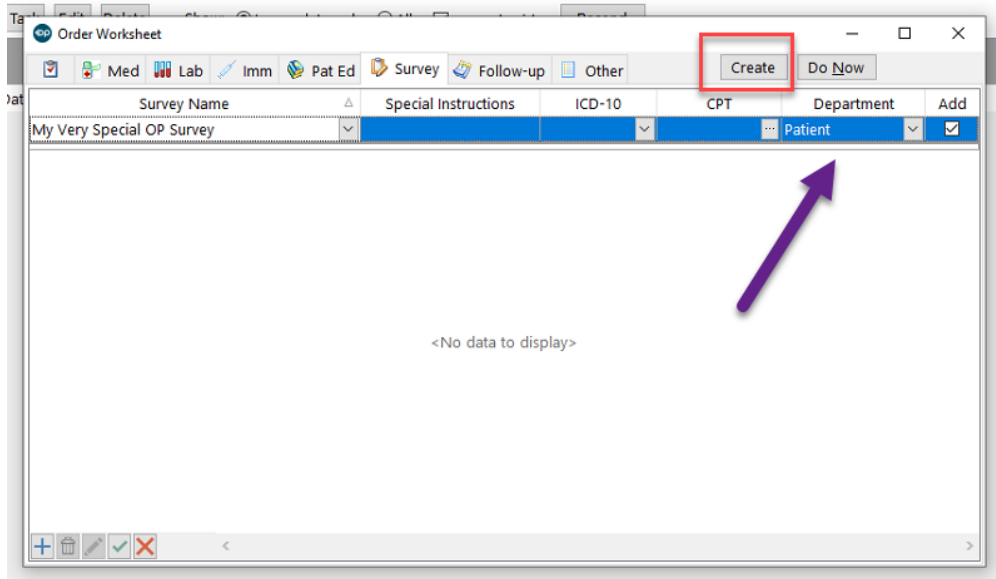 Order Worksheet
Med Lab Imm Pat Ed Survey Follow-up Other Create Do Now
Survey Name Special Instructions ICD-10 CPT Department Add
My Very Special OP Survey Patient
<No data to display>